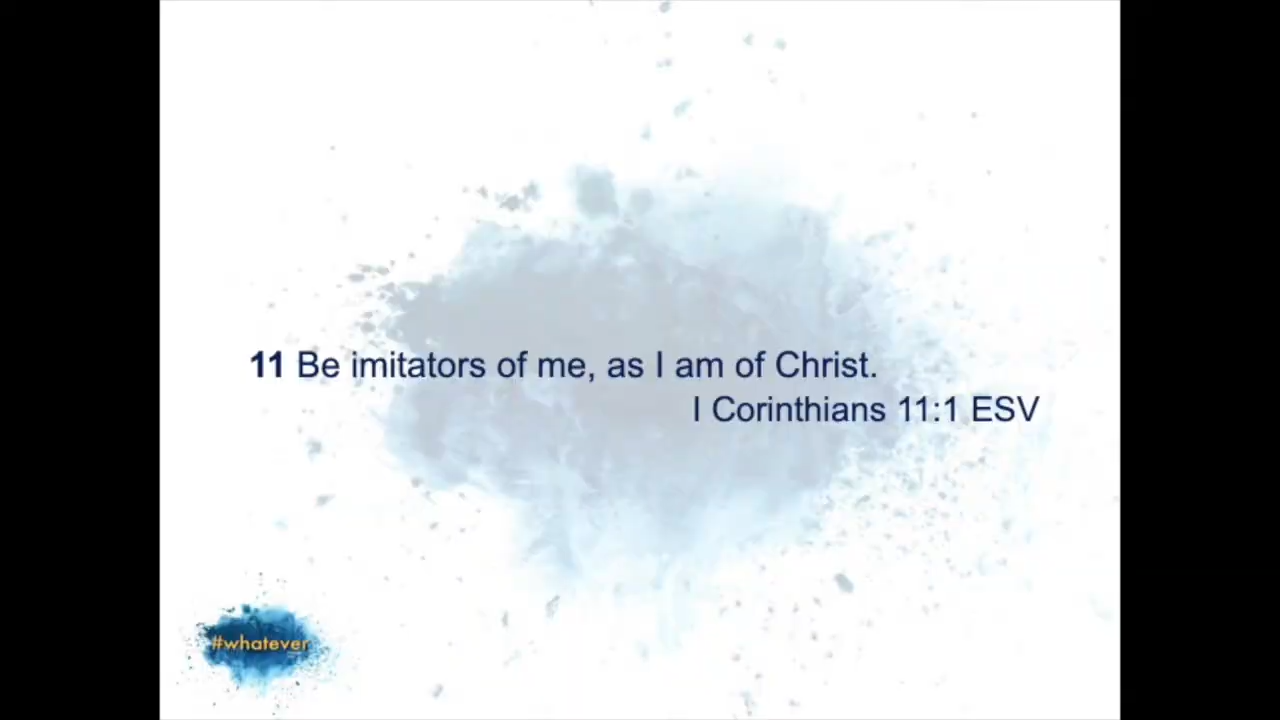 11 Be imitators of me, as I am of Christ.
I Corinthians 11:1 ESV
#whatever